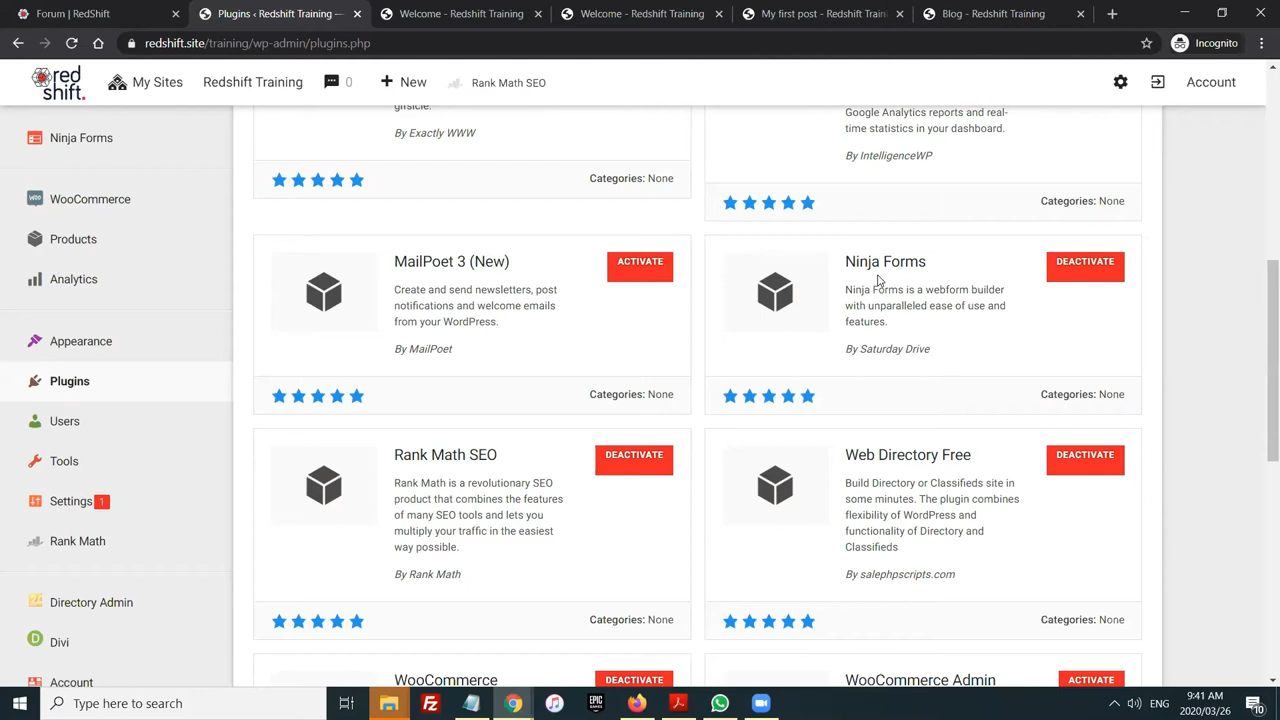 Forum - Redshift Training
Plugins ‹ Redshift Training —
Welcome - Redshift Training
Welcome - Redshift Training
My first post - Redshift Training
Blog - Redshift Training
redshift.site/training/wp-admin/plugins.php
Incognito
red
shift.
My Sites
Redshift Training
0
New
Rank Math SEO
Account
Ninja Forms
WooCommerce
Products
Analytics
Appearance
Plugins
Users
Tools
Settings 1
Rank Math
Directory Admin
Divi
Account
gifsicle.
By Exactly WWW
Categories: None
Google Analytics reports and real-
time statistics in your dashboard.
By IntelligenceWP
Categories: None
MailPoet 3 (New)
ACTIVATE
Create and send newsletters, post
notifications and welcome emails
from your WordPress.
By MailPoet
Categories: None
Ninja Forms
DEACTIVATE
Ninja Forms is a webform builder
with unparalleled ease of use and
features.
By Saturday Drive
Categories: None
Rank Math SEO
DEACTIVATE
Rank Math is a revolutionary SEO
product that combines the features
of many SEO tools and lets you
multiply your traffic in the easiest
way possible.
By Rank Math
Categories: None
Web Directory Free
DEACTIVATE
Build Directory or Classifieds site in
some minutes. The plugin combines
flexibility of WordPress and
functionality of Directory and
Classifieds
By salephpscripts.com
Categories: None
WooCommerce
DEACTIVATE
WooCommerce Admin
ACTIVATE
Type here to search
9:41 AM
2020/03/26